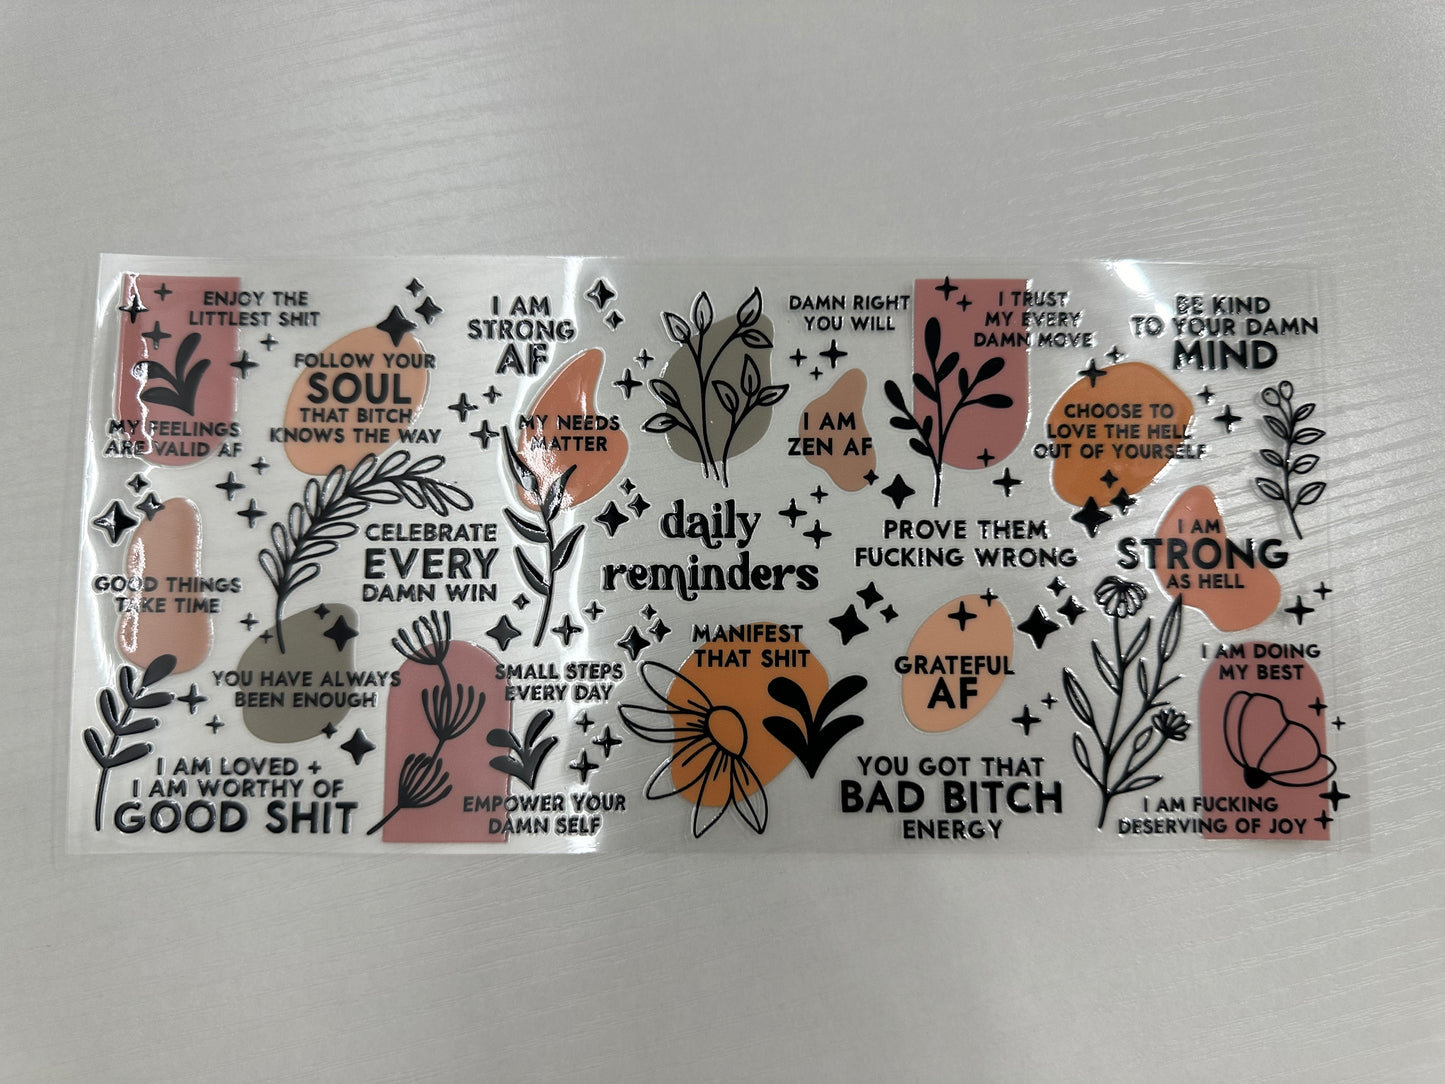 ENJOY THE
LITTLEST SHIT
MY FEELINGS
ARE VALID AF
FOLLOW YOUR
SOUL
THAT BITCH
KNOWS THE WAY
I AM
STRONG
AF
MY NEEDS
MATTER
DAMN RIGHT
YOU WILL
I AM
ZEN AF
I TRUST
MY EVERY
DAMN MOVE
BE KIND
TO YOUR DAMN
MIND
CHOOSE TO
LOVE THE HELL
OUT OF YOURSELF
GOOD THINGS
TAKE TIME
CELEBRATE
EVERY
DAMN WIN
daily
reminders
PROVE THEM
FUCKING WRONG
I AM
STRONG
AS HELL
YOU HAVE ALWAYS
BEEN ENOUGH
SMALL STEPS
EVERY DAY
MANIFEST
THAT SHIT
GRATEFUL
AF
I AM DOING
MY BEST
I AM LOVED +
I AM WORTHY OF
GOOD SHIT
EMPOWER YOUR
DAMN SELF
YOU GOT THAT
BAD BITCH
ENERGY
I AM FUCKING
DESERVING OF JOY